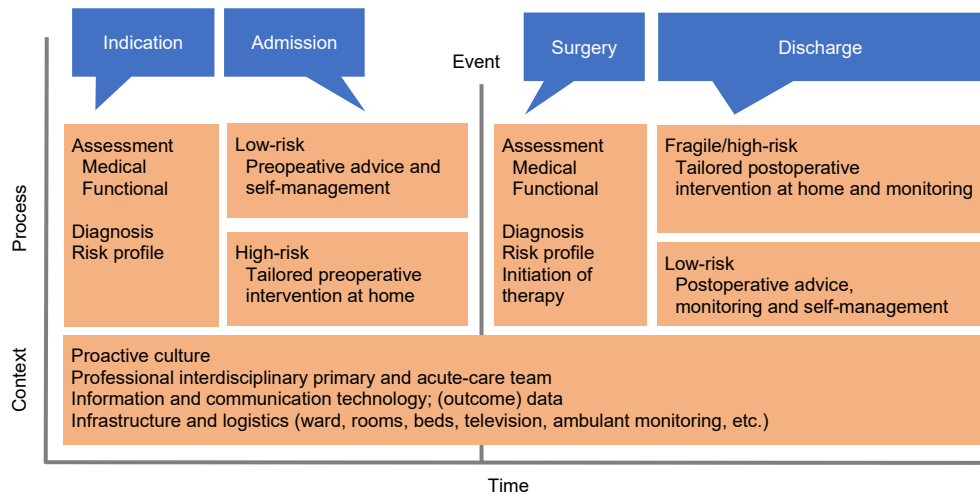 Indication
Admission
Event
Surgery
Discharge
Process
Assessment
Medical
Functional
Diagnosis
Risk profile
Low-risk
Preopeative advice and
self-management
High-risk
Tailored preoperative
intervention at home
Assessment
Medical
Functional
Diagnosis
Risk profile
Initiation of
therapy
Fragile/high-risk
Tailored postoperative
intervention at home and monitoring
Low-risk
Postoperative advice,
monitoring and self-management
Context
Proactive culture
Professional interdisciplinary primary and acute-care team
Information and communication technology; (outcome) data
Infrastructure and logistics (ward, rooms, beds, television, ambulant monitoring, etc.)
Time